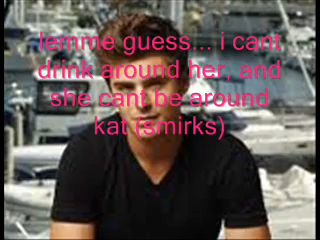 lemme guess... i cant
drink around her, and
she cant be around
kat (smirks)